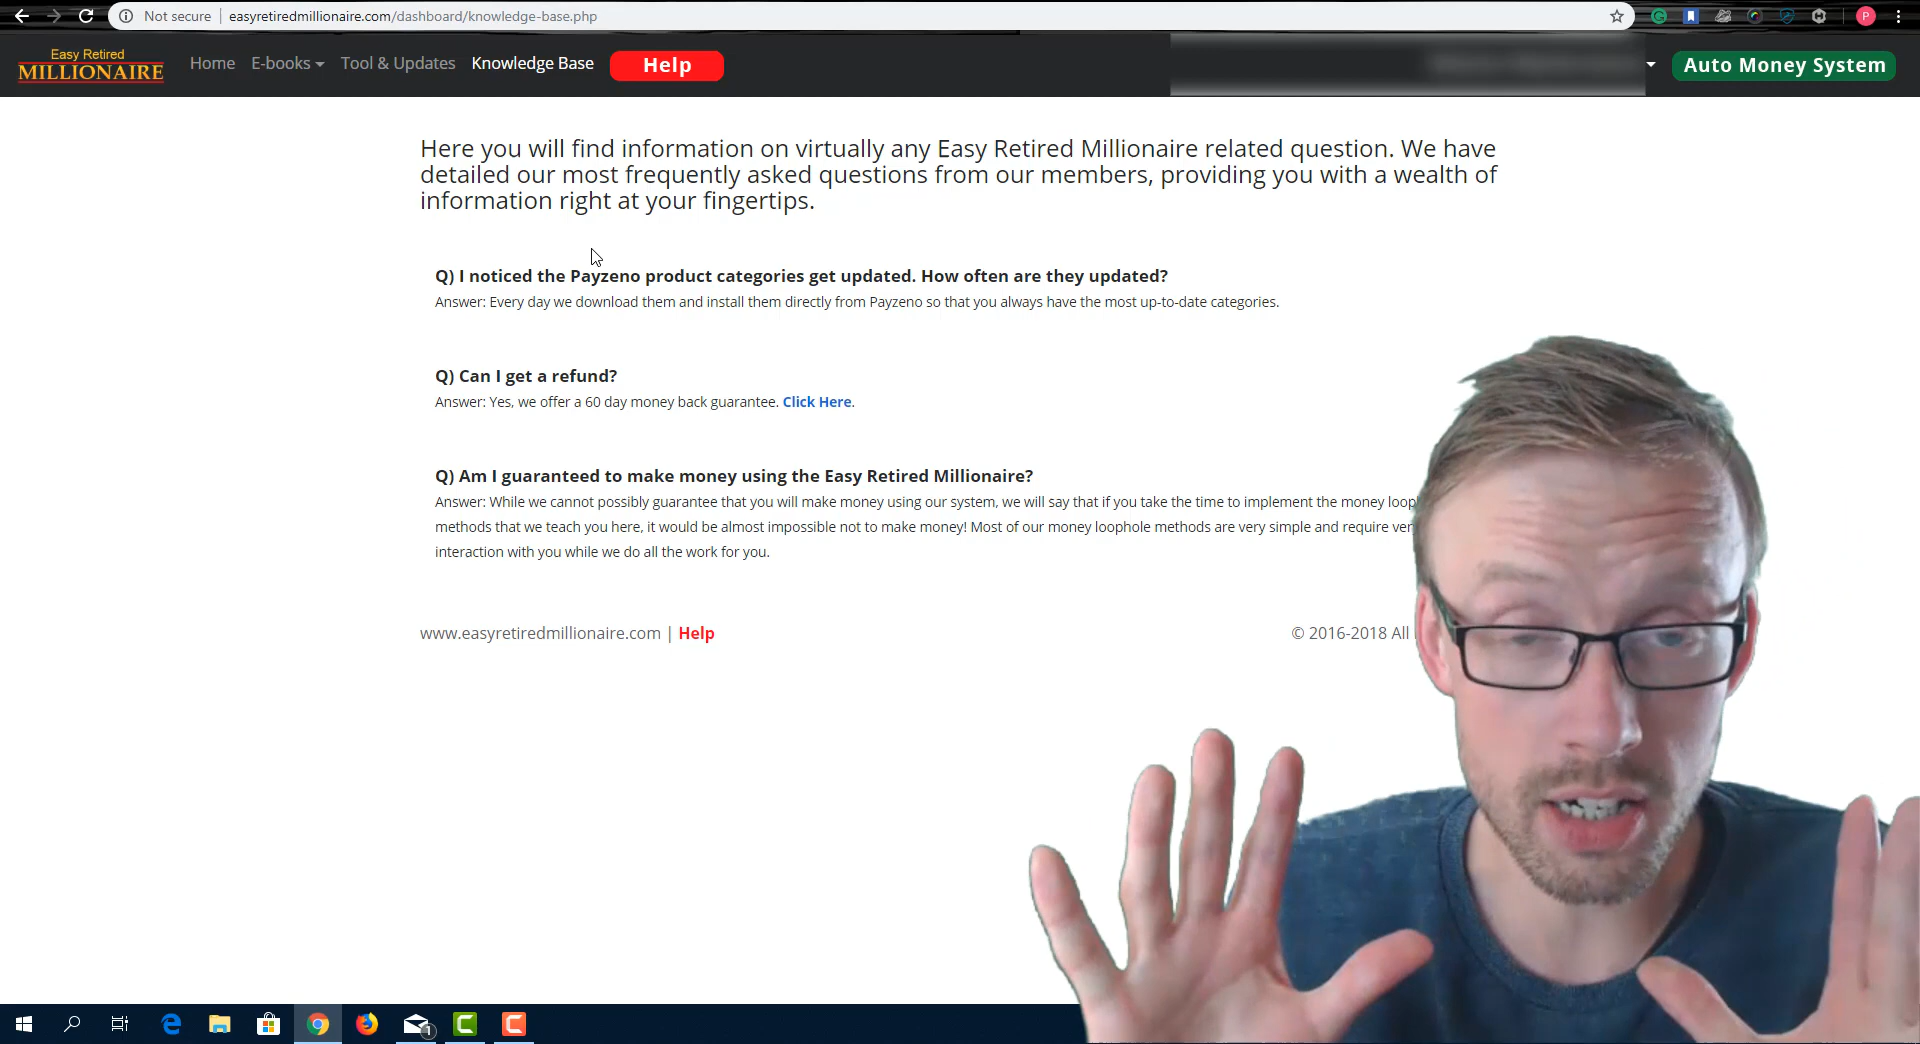 Not secure easyretiredmillionaire.com/dashboard/knowledge-base.php
P
Easy Retired
MILLIONAIRE
Home E-books Tool & Updates Knowledge Base Help Auto Money System
Here you will find information on virtually any Easy Retired Millionaire related question. We have
detailed our most frequently asked questions from our members, providing you with a wealth of
information right at your fingertips.
Q) I noticed the Payzeno product categories get updated. How often are they updated?
Answer: Every day we download them and install them directly from Payzeno so that you always have the most up-to-date categories.
Q) Can I get a refund?
Answer: Yes, we offer a 60 day money back guarantee. Click Here.
Q) Am I guaranteed to make money using the Easy Retired Millionaire?
Answer: While we cannot possibly guarantee that you will make money using our system, we will say that if you take the time to implement the money
methods that we teach you here, it would be almost impossible not to make money! Most of our money loophole methods are very simple and require
interaction with you while we do all the work for you.
www.easyretiredmillionaire.com | Help © 2016-2018 All
1